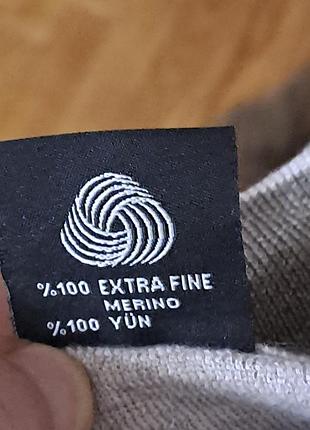 %100 EXTRA FINE
MERINO
%100 YÜN